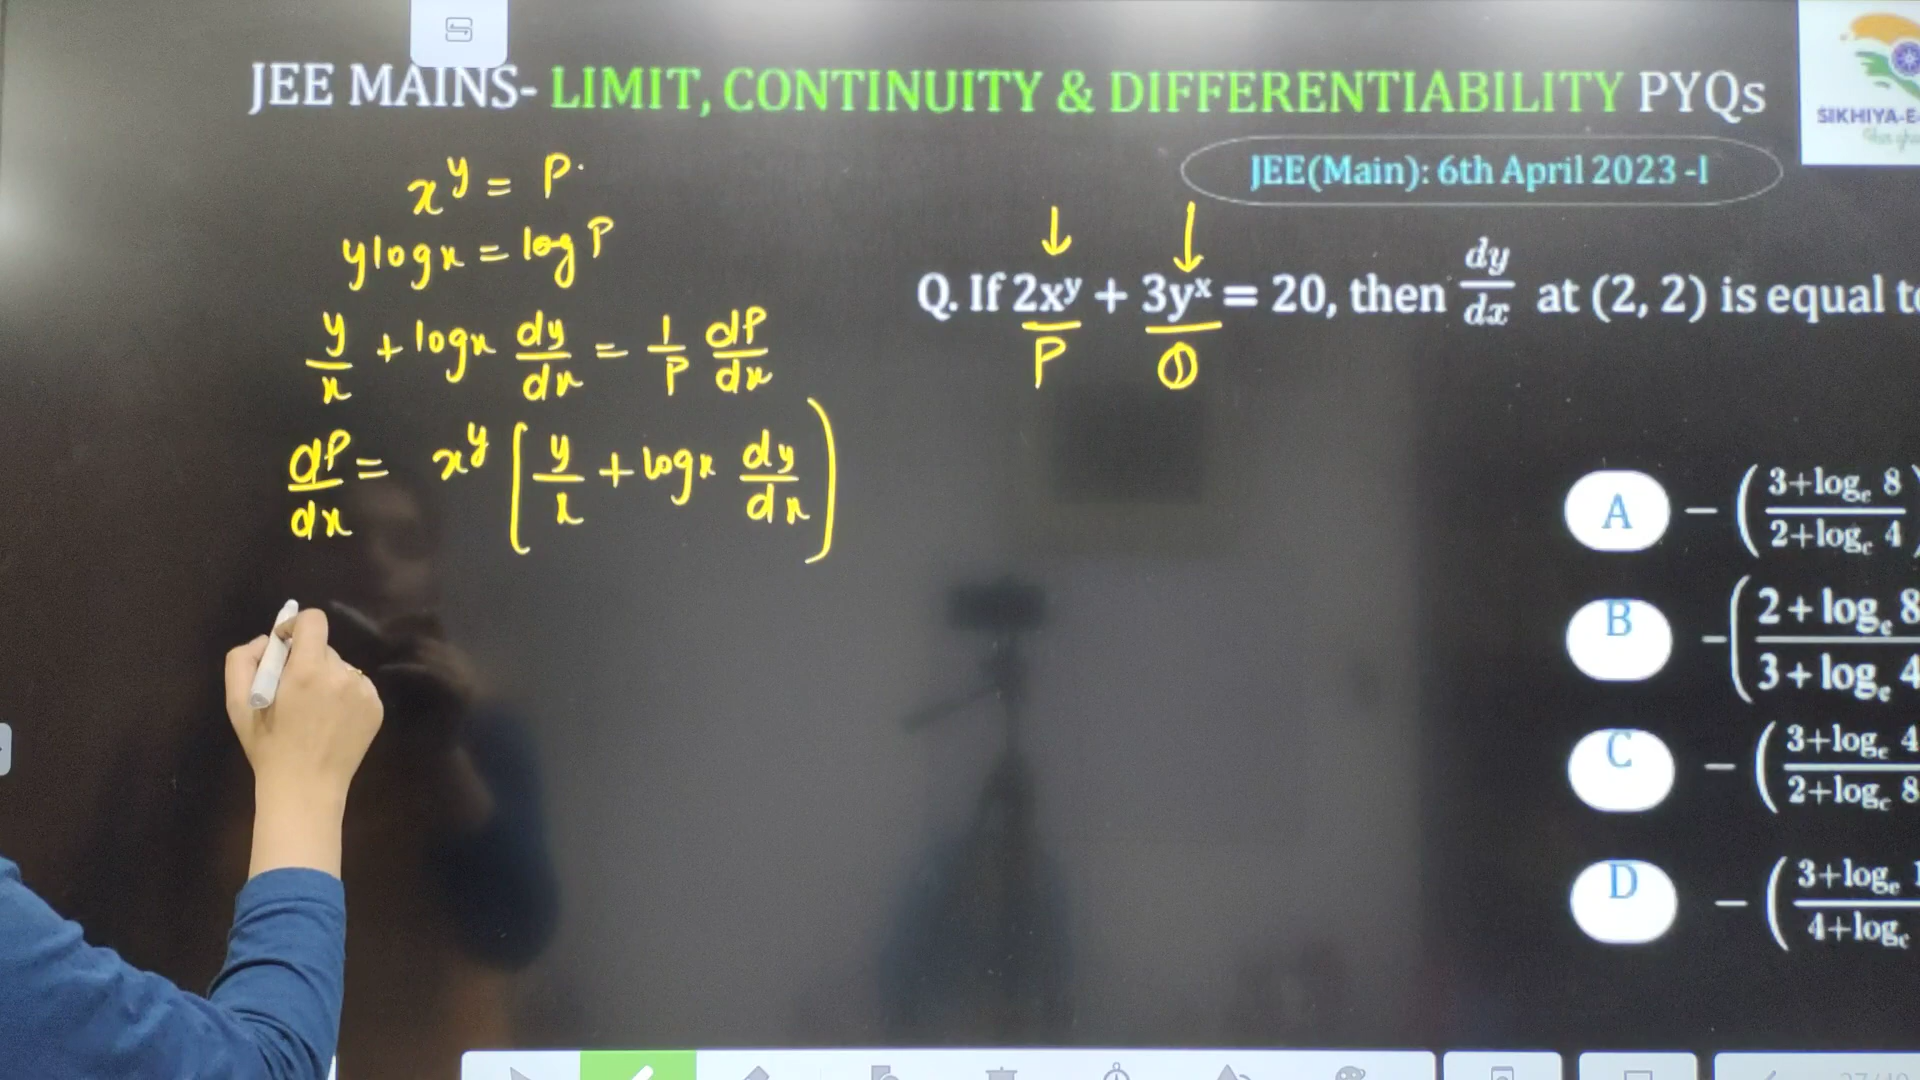 JEE MAINS- LIMIT, CONTINUITY & DIFFERENTIABILITY PYQs
SIKHIYA-E
JEE(Main): 6th April 2023 -I
x^y = P.
y log x = log P
y/x + log x dy/dx = 1/P dP/dx
dP/dx = x^y [y/x + log x dy/dx)
Q. If 2x^y + 3y^x = 20, then dy/dx at (2, 2) is equal t
P
A - (3+log_e 8 / 2+log_e 4)
B -(2 + log_e 8 / 3 + log_e 4
C - (3+log_e 4 / 2+log_e 8
D - (3+log_e 1 / 4+log_e